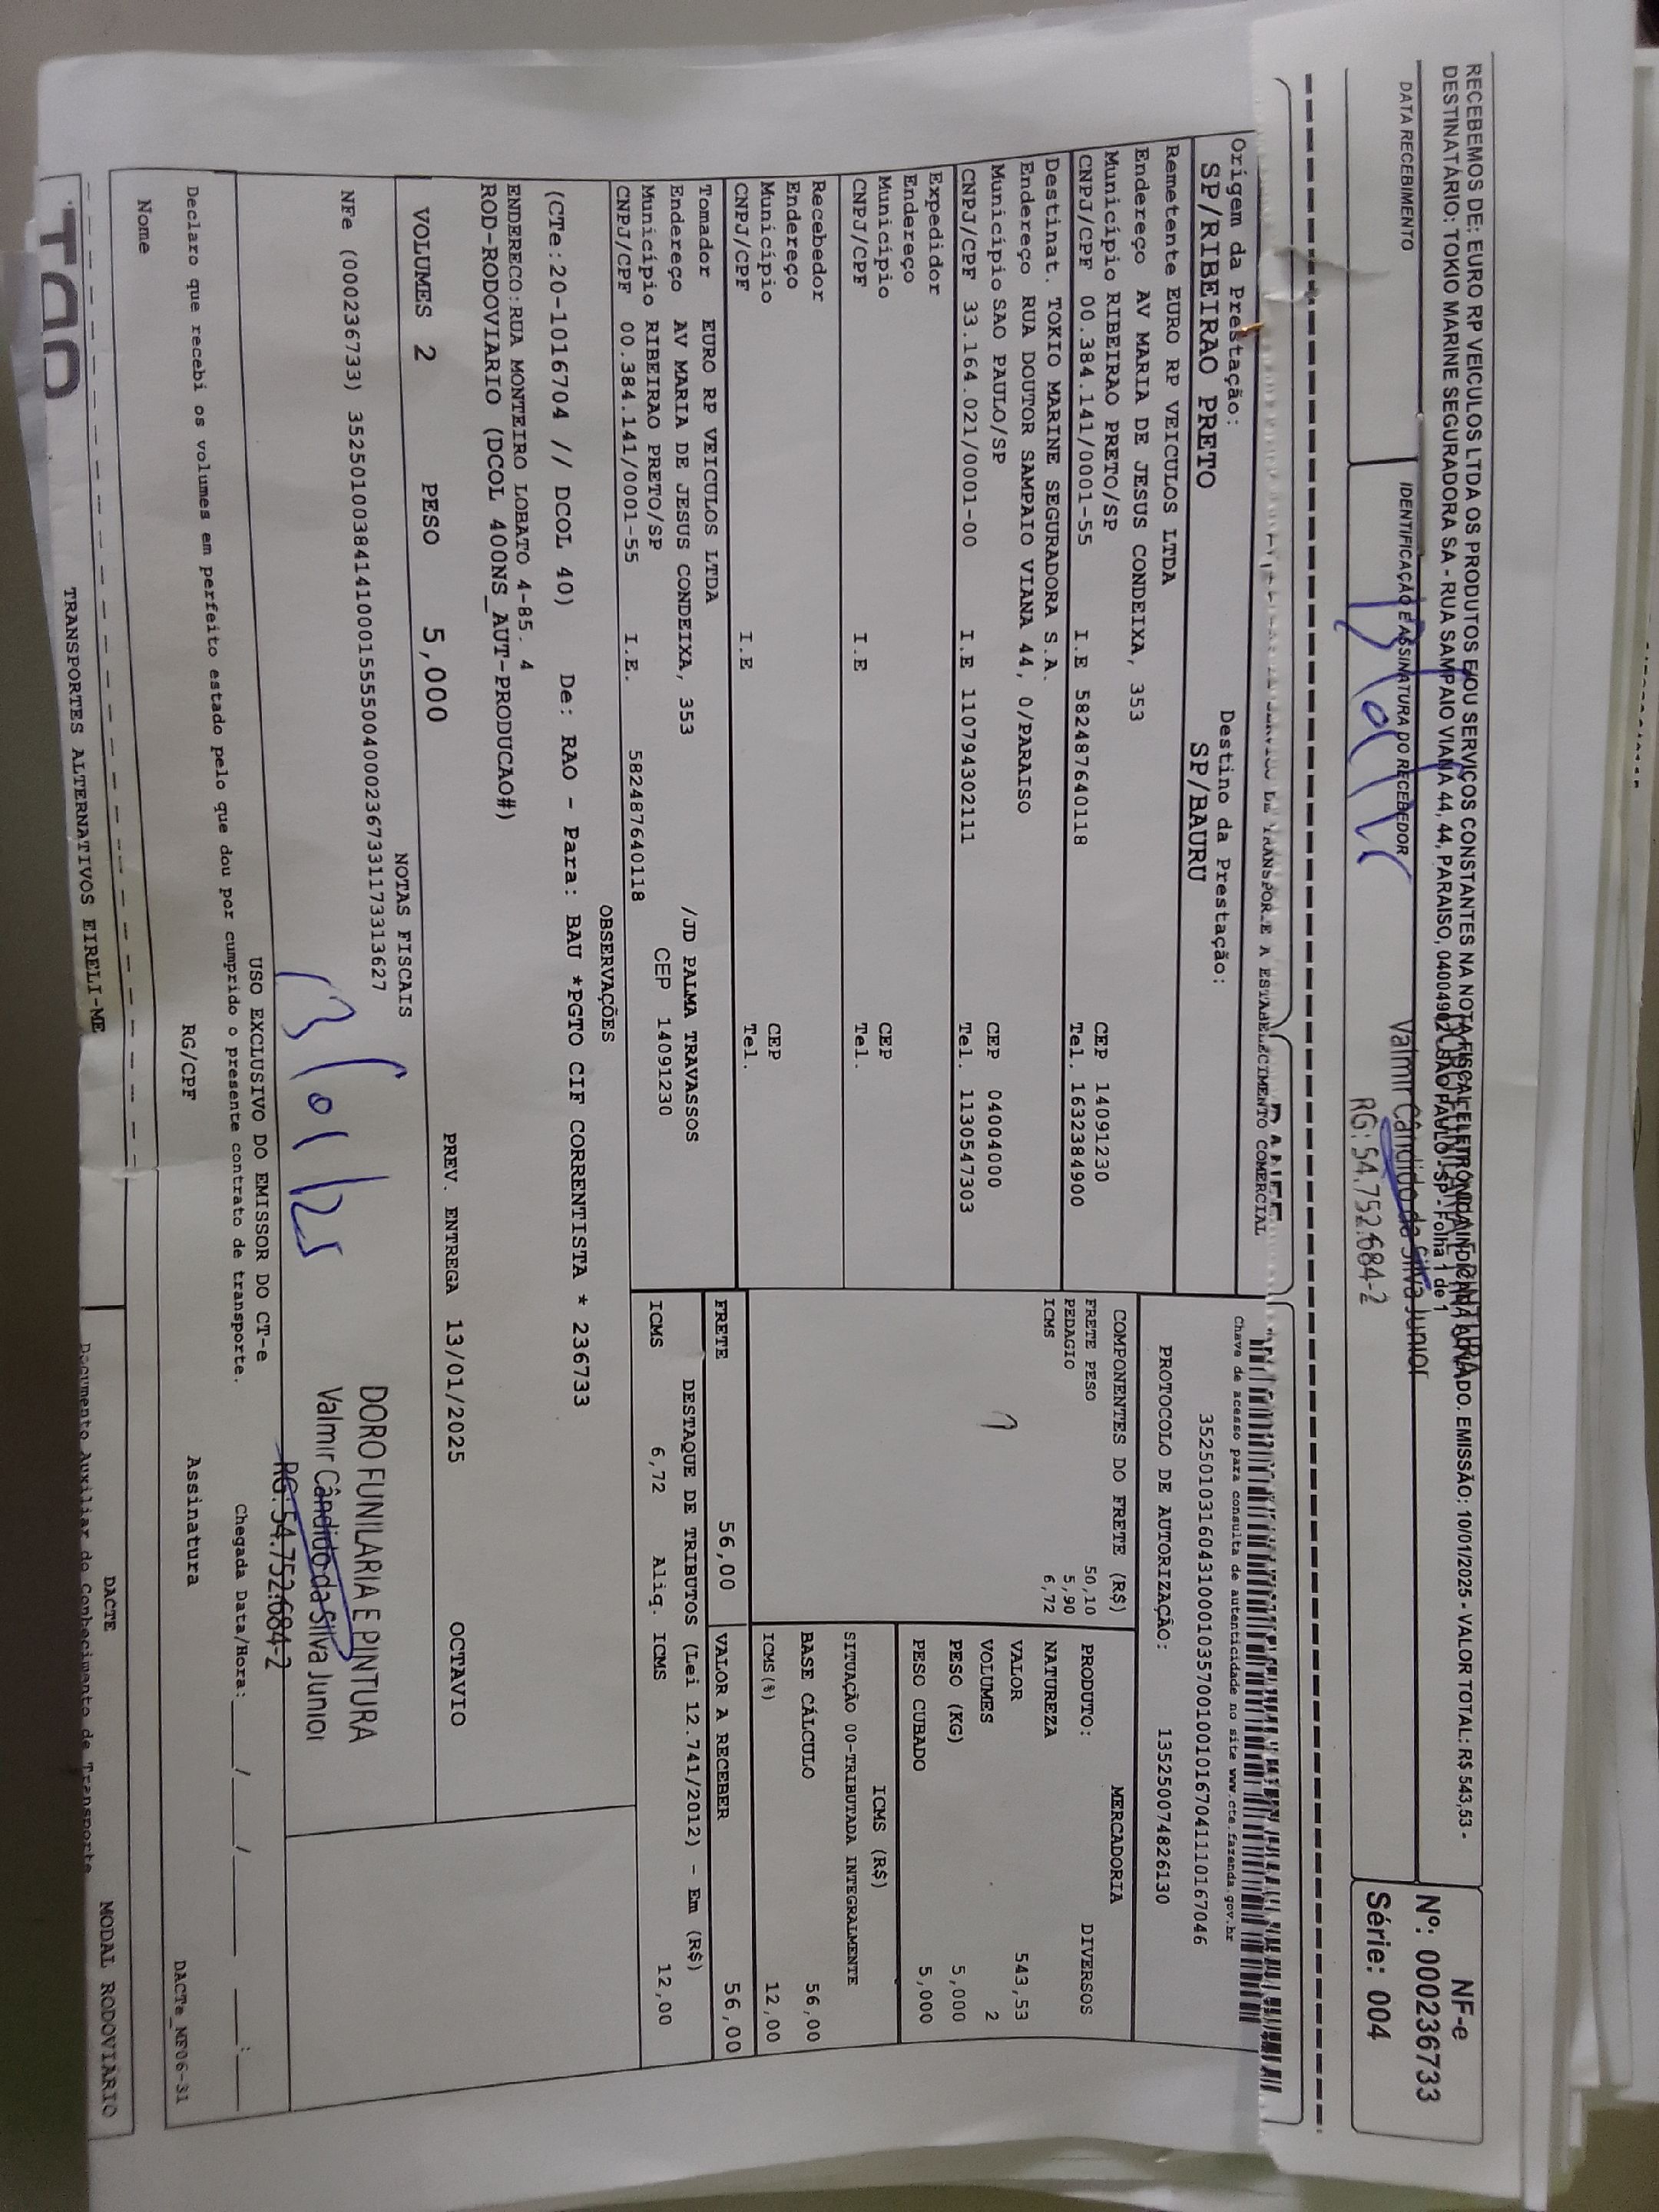 RECEBEMOS DE: EURO RP VEICULOS LTDA OS PRODUTOS E/OU SERVIÇOS CONSTANTES NA NOTA FISCAL ELETRÔNICA INDICADA AO LADO. EMISSÃO: 10/01/2025 - VALOR TOTAL: R$ 543,53 -
DESTINATÁRIO: TOKIO MARINE SEGURADORA SA - RUA SAMPAIO VIANA 44, 44, PARAISO, 04004902 SAO PAULO-SP - Folha 1 de 1
DATA RECEBIMENTO
IDENTIFICAÇÃO E ASSINATURA DO RECEBEDOR
Valmir Cândido da Silva Junior
RG: 54.752.684-2
NF-e
Nº: 000236733
Série: 004
Origem da Prestação:
SP/RIBEIRAO PRETO
Destino da Prestação:
SP/BAURU
Remetente EURO RP VEICULOS LTDA
Endereço AV MARIA DE JESUS CONDEIXA, 353
Município RIBEIRAO PRETO/SP CEP 14091230
CNPJ/CPF 00.384.141/0001-55 I.E 582487640118 Tel. 1632384900
Destinat. TOKIO MARINE SEGURADORA S.A.
Endereço RUA DOUTOR SAMPAIO VIANA 44, 0/PARAISO
Município SAO PAULO/SP CEP 04004000
CNPJ/CPF 33.164.021/0001-00 I.E 110794302111 Tel. 1130547303
Expedidor
Endereço
Município CEP
CNPJ/CPF I.E Tel.
Recebedor
Endereço
Município CEP
CNPJ/CPF I.E Tel.
Tomador EURO RP VEICULOS LTDA
Endereço AV MARIA DE JESUS CONDEIXA, 353 /JD PALMA TRAVASSOS
Município RIBEIRAO PRETO/SP CEP 14091230
CNPJ/CPF 00.384.141/0001-55 I.E. 582487640118
Chave de acesso para consulta de autenticidade no site www.cte.fazenda.gov.br
35250103160431000103570010010167041110167046
PROTOCOLO DE AUTORIZAÇÃO: 135250074826130
COMPONENTES DO FRETE (R$)
FRETE PESO 50,10
PEDAGIO 5,90
ICMS 6,72
MERCADORIA
PRODUTO: DIVERSOS
NATUREZA
VALOR 543,53
VOLUMES 2
PESO (KG) 5,000
PESO CUBADO 5,000
ICMS (R$)
SITUAÇÃO 00-TRIBUTADA INTEGRALMENTE
BASE CÁLCULO 56,00
ICMS(%) 12,00
FRETE 56,00 VALOR A RECEBER 56,00
DESTAQUE DE TRIBUTOS (Lei 12.741/2012) - Em (R$)
ICMS 6,72 Aliq. ICMS 12,00
OBSERVAÇÕES
(CTe:20-1016704 // DCOL 40) De: RAO - Para: BAU *PGTO CIF CORRENTISTA * 236733
ENDERECO:RUA MONTEIRO LOBATO 4-85. 4
ROD-RODOVIARIO (DCOL 400NS_AUT-PRODUCAO#)
VOLUMES 2 PESO 5,000 PREV. ENTREGA 13/01/2025 OCTAVIO
NOTAS FISCAIS
NFe (000236733) 35250100384141000155550040002367331173313627
13/01/25
DORO FUNILARIA E PINTURA
Valmir Cândido da Silva Junior
RG: 54.752.684-2
USO EXCLUSIVO DO EMISSOR DO CT-e
Declaro que recebi os volumes em perfeito estado pelo que dou por cumprido o presente contrato de transporte. Chegada Data/Hora:____/____/______ ___:___
Nome RG/CPF Assinatura
DACTe_NF06-31
TRANSPORTES ALTERNATIVOS EIRELI-ME
DACTE
Documento Auxiliar do Conhecimento de Transporte
MODAL RODOVIÁRIO